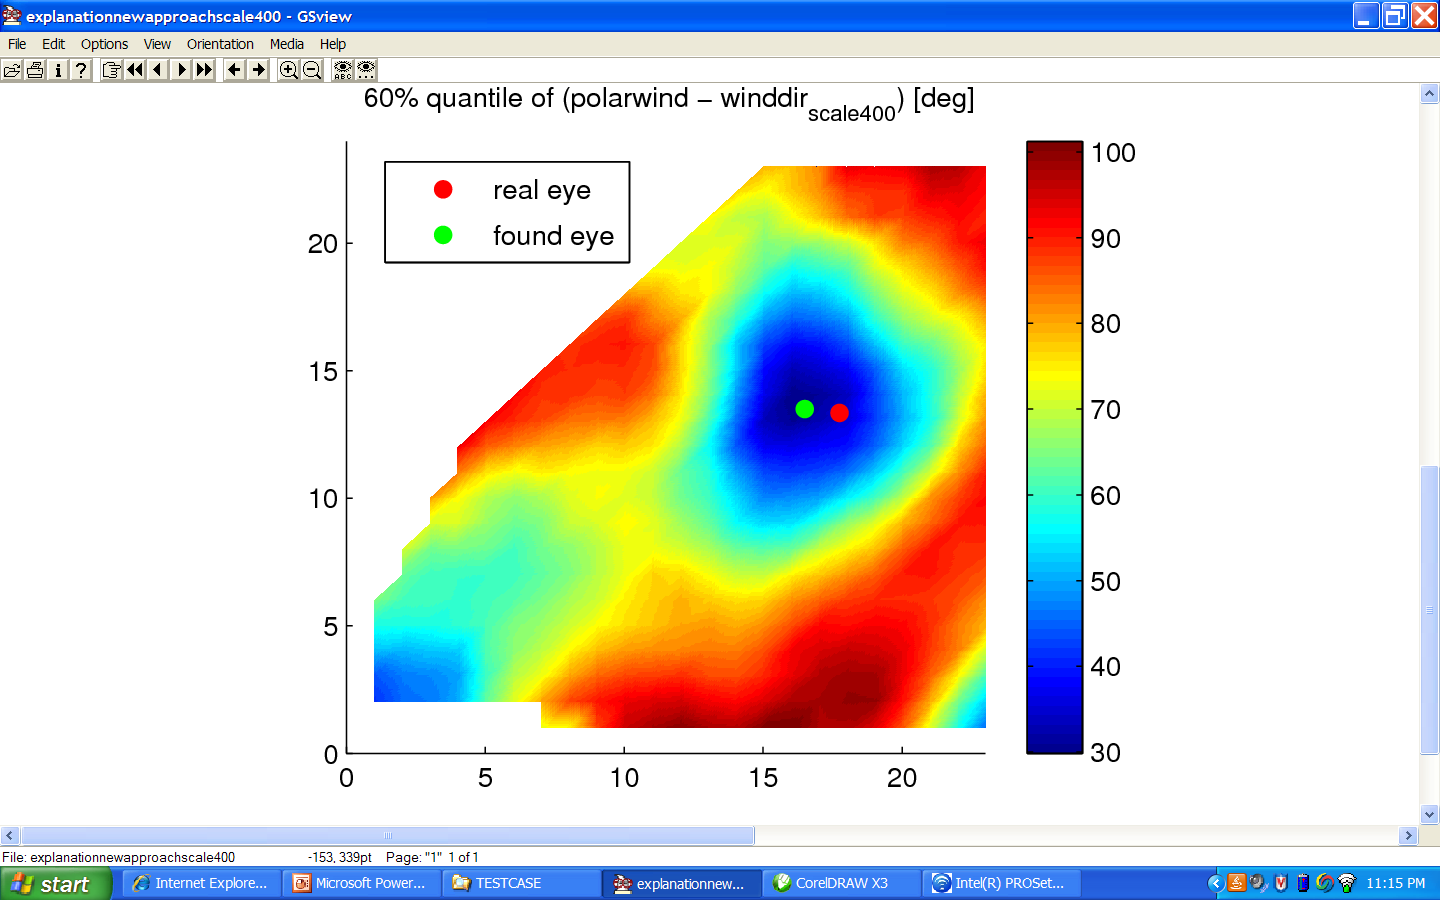 explanationnewapproachscale400 - GSview
File Edit Options View Orientation Media Help
ABC
60% quantile of (polarwind − winddir scale400) [deg]
real eye
found eye
20
15
10
5
0
0 5 10 15 20
100
90
80
70
60
50
40
30
File: explanationnewapproachscale400 -153, 339pt Page: "1" 1 of 1
start Internet Explore... Microsoft Power... TESTCASE explanationnew... CorelDRAW X3 Intel(R) PROSet... 11:15 PM